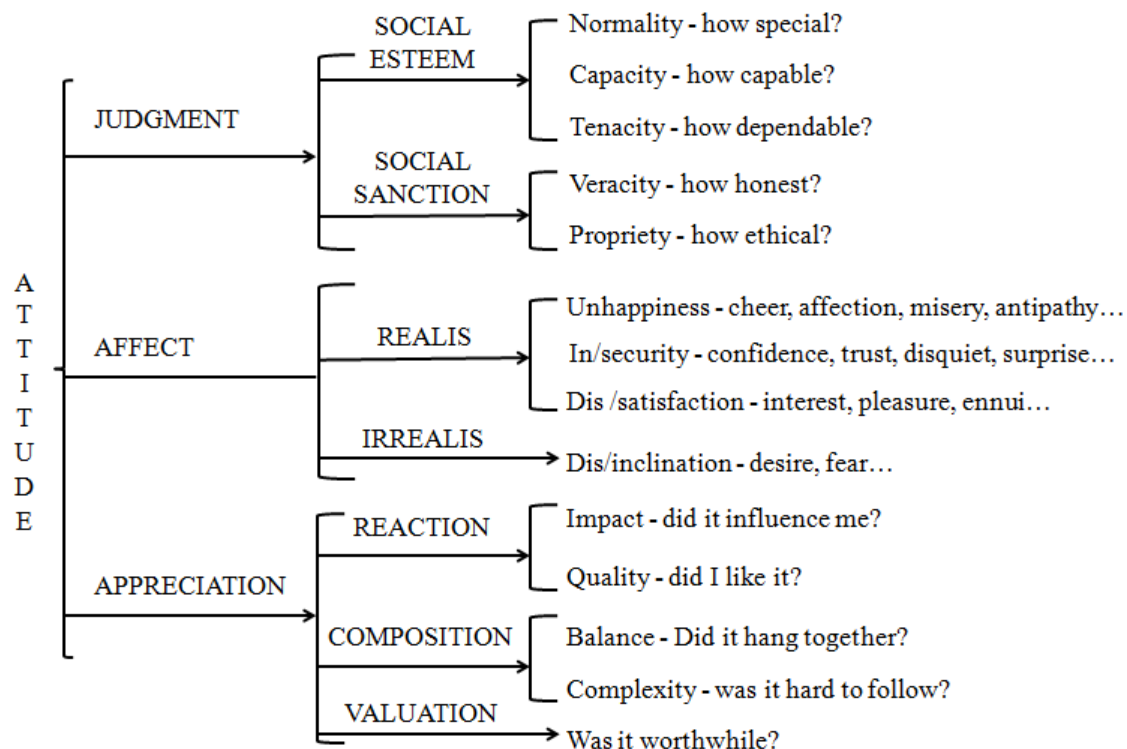 ATTITUDE
JUDGMENT
SOCIAL
ESTEEM
Normality - how special?
Capacity - how capable?
Tenacity - how dependable?
SOCIAL
SANCTION
Veracity - how honest?
Propriety - how ethical?
AFFECT
REALIS
Unhappiness - cheer, affection, misery, antipathy…
In/security - confidence, trust, disquiet, surprise…
Dis /satisfaction - interest, pleasure, ennui…
IRREALIS
Dis/inclination - desire, fear…
APPRECIATION
REACTION
Impact - did it influence me?
Quality - did I like it?
COMPOSITION
Balance - Did it hang together?
Complexity - was it hard to follow?
VALUATION
Was it worthwhile?